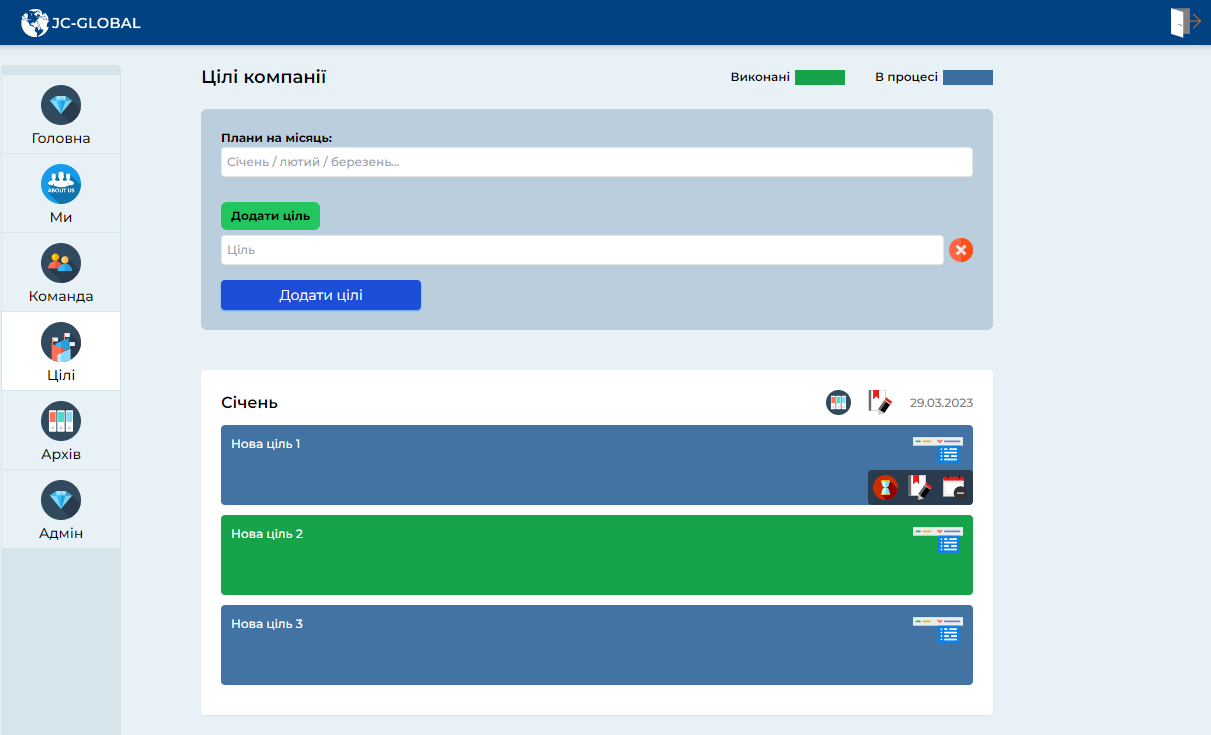 JC-GLOBAL
Цілі компанії
Виконані
В процесі
Головна
ABOUT US
Ми
Команда
Цілі
Архів
Адмін
Плани на місяць:
Січень / лютий / березень...
Додати ціль
Ціль
Додати цілі
Січень
29.03.2023
Нова ціль 1
Нова ціль 2
Нова ціль 3